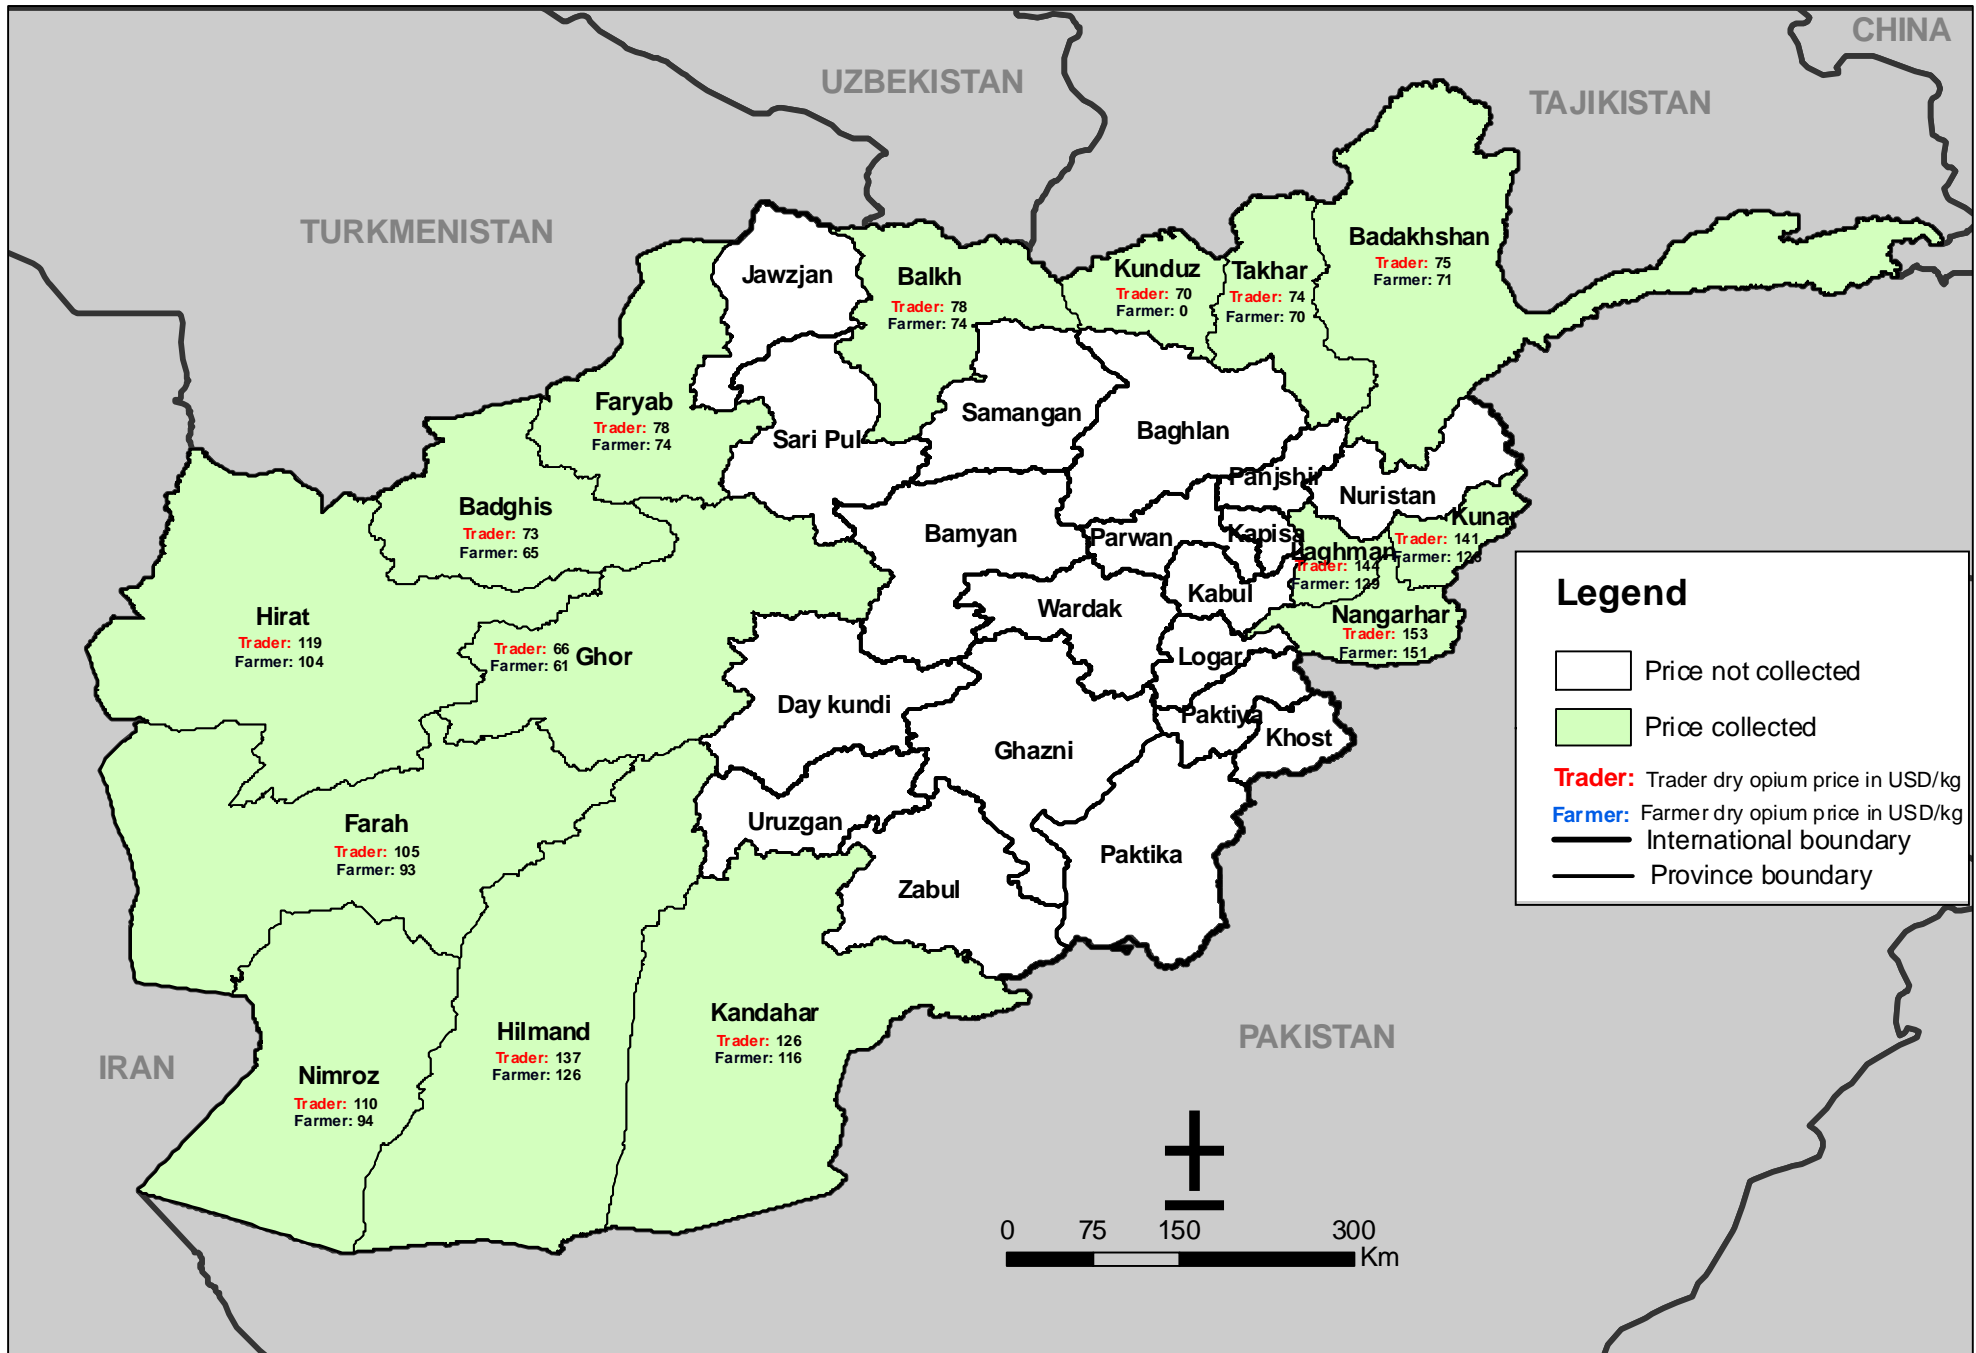 CHINA
UZBEKISTAN
TAJIKISTAN
TURKMENISTAN
Jawzjan
Balkh
Trader: 78
Farmer: 74
Kunduz
Trader: 70
Farmer: 0
Takhar
Trader: 74
Farmer: 70
Badakhshan
Trader: 75
Farmer: 71
Faryab
Trader: 78
Farmer: 74
Sari Pul
Samangan
Baghlan
Badghis
Trader: 73
Farmer: 65
Bamyan
Parwan
Panjshir
Kapisa
Nuristan
Kunar
Trader: 141
Farmer:
Laghman
Trader: 144
Farmer: 129
Hirat
Trader: 119
Farmer: 104
Trader: 66
Farmer: 61
Ghor
Wardak
Kabul
Nangarhar
Trader: 153
Farmer: 151
Logar
Day kundi
Ghazni
Paktiya
Khost
Farah
Trader: 105
Farmer: 93
Uruzgan
Zabul
Paktika
Kandahar
Trader: 126
Farmer: 116
Hilmand
Trader: 137
Farmer: 126
Nimroz
Trader: 110
Farmer: 94
IRAN
PAKISTAN
Legend
Price not collected
Price collected
Trader: Trader dry opium price in USD/kg
Farmer: Farmer dry opium price in USD/kg
International boundary
Province boundary
0 75 150 300
Km